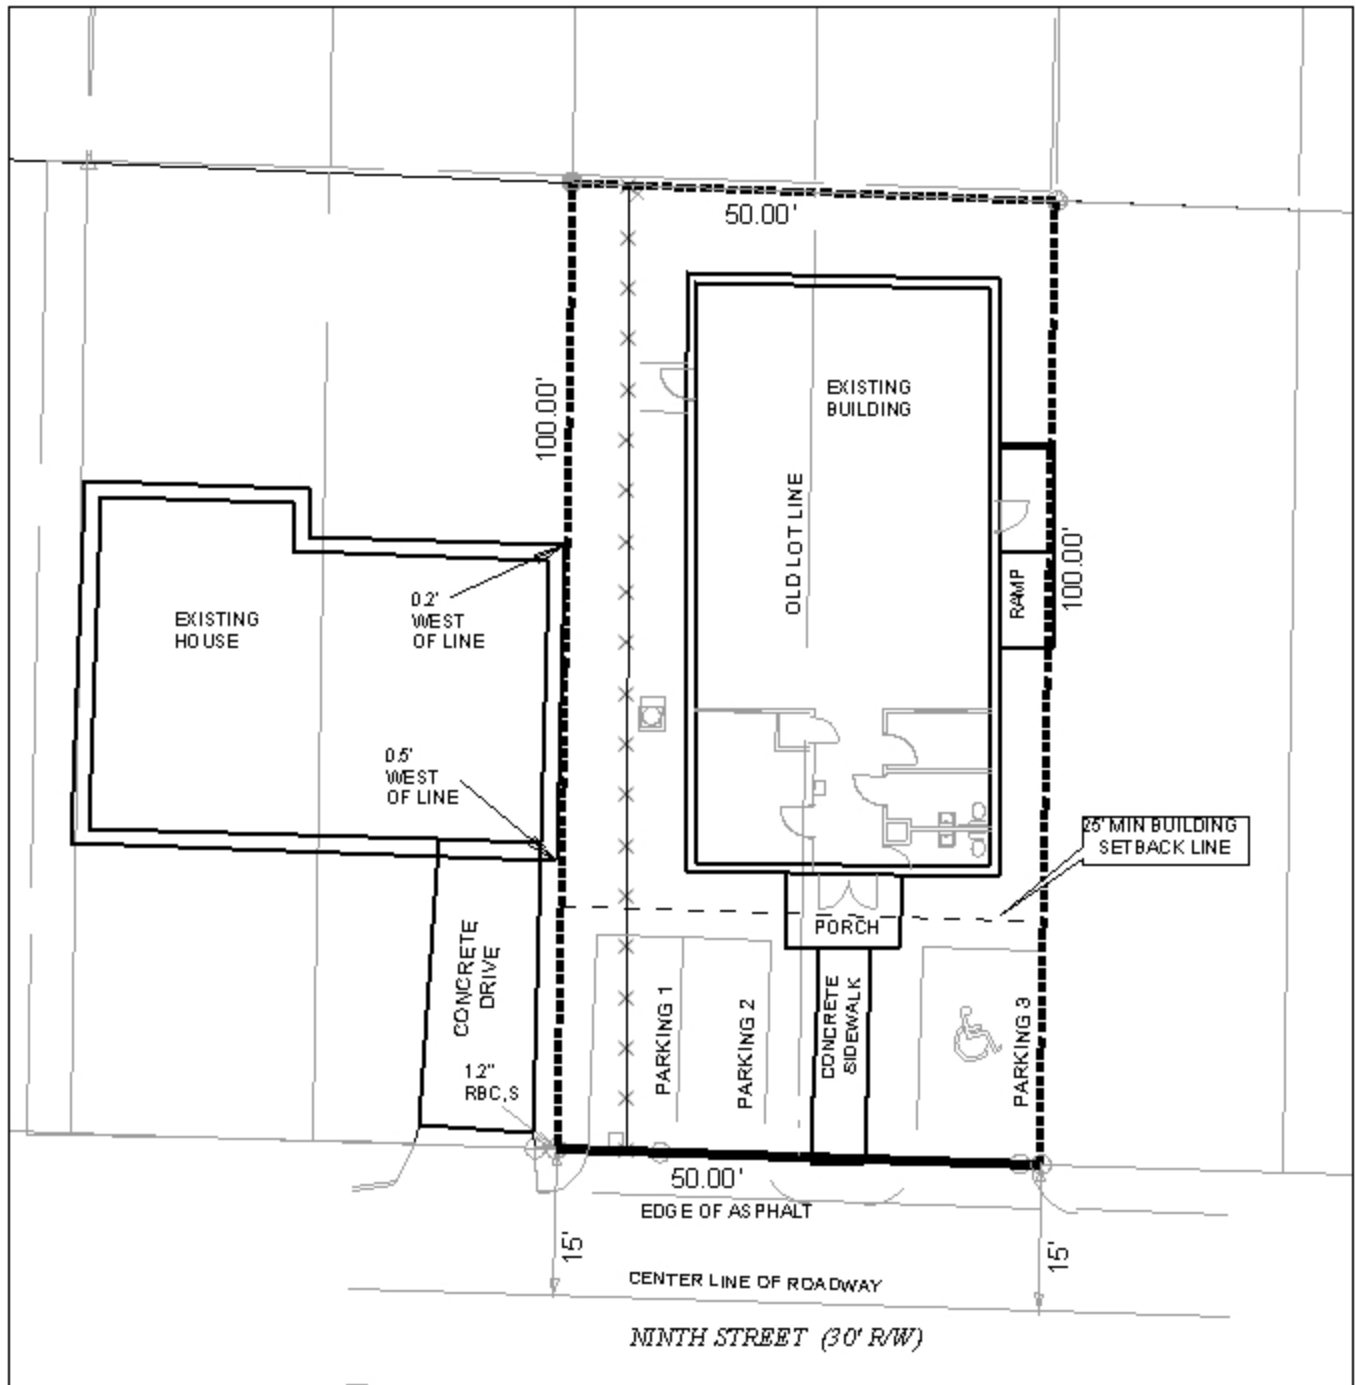 50.00'
EXISTING
BUILDING
100.00'
OLD LOT LINE
100.00'
RAMP
0.2'
WEST
OF LINE
EXISTING
HOUSE
0.5'
WEST
OF LINE
25' MIN BUILDING
SETBACK LINE
PORCH
CONCRETE
DRIVE
PARKING 1
PARKING 2
CONCRETE
SIDEWALK
PARKING 3
1.2"
RBC,S
50.00'
EDGE OF ASPHALT
15'
15'
CENTER LINE OF ROADWAY
NINTH STREET (30' R/W)